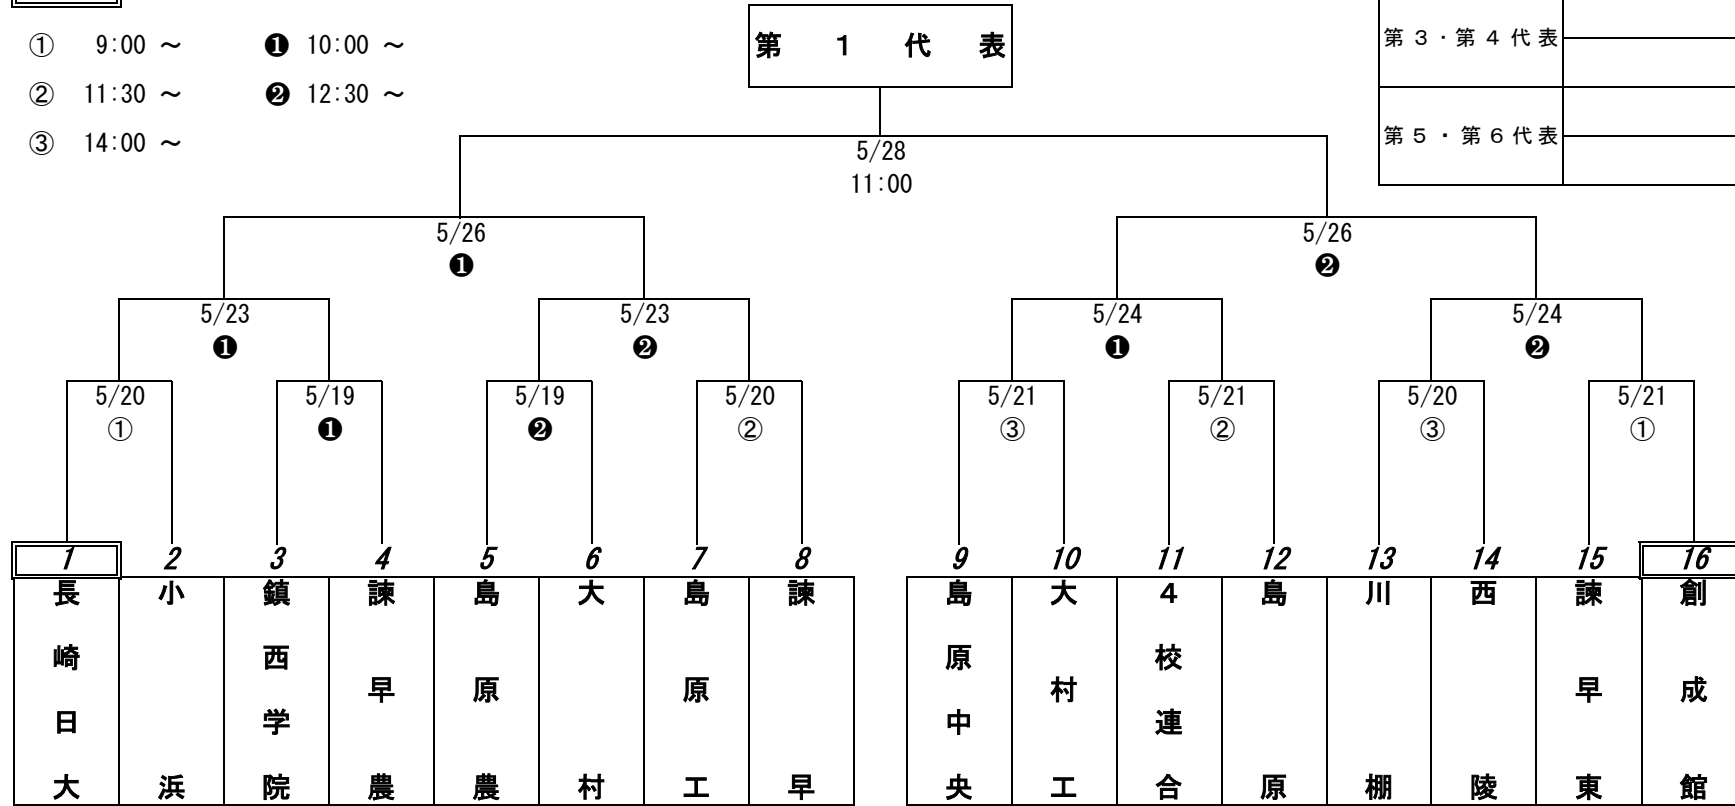 ① 9:00 ～ ❶ 10:00 ～
② 11:30 ～ ❷ 12:30 ～
③ 14:00 ～
第 1 代 表
第３・第４代表
第５・第６代表
5/28
11:00
5/26 5/26
❶ ❷
5/23 5/23 5/24 5/24
❶ ❷ ❶ ❷
5/20 5/19 5/19 5/20 5/21 5/21 5/20 5/21
① ❶ ❷ ② ③ ② ③ ①
1 2 3 4 5 6 7 8 9 10 11 12 13 14 15 16
長崎日大
小浜
鎮西学院
諫早農
島原農
大村
島原工
諫早
島原中央
大村工
４校連合
島原
川棚
西陵
諫早東
創成館